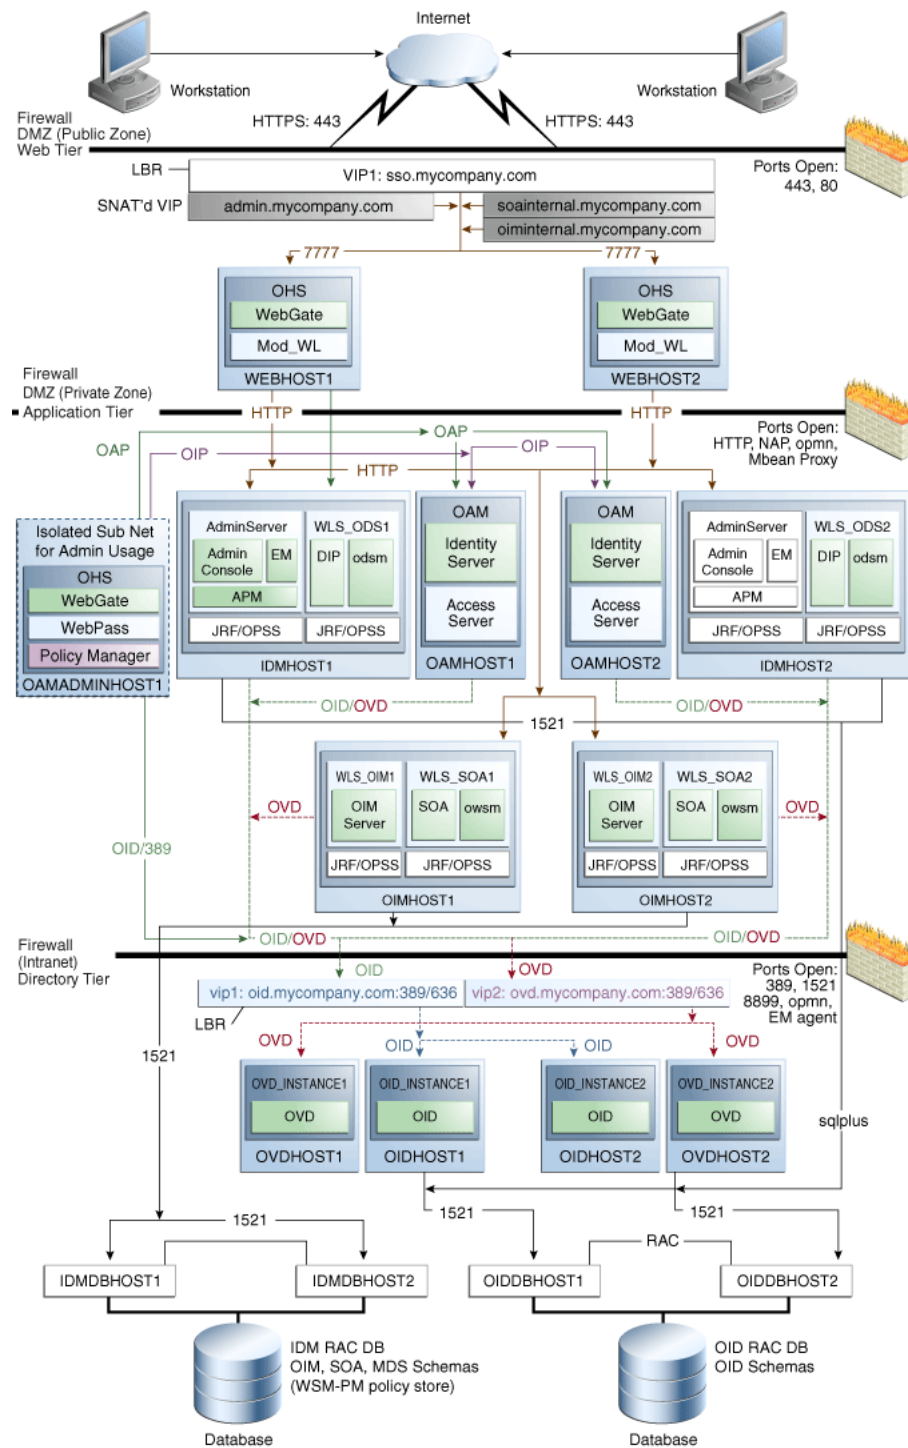 Internet
Workstation
Workstation
HTTPS: 443
HTTPS: 443
Firewall
DMZ (Public Zone)
Web Tier
Ports Open:
443, 80
LBR
VIP1: sso.mycompany.com
SNAT'd VIP
admin.mycompany.com
soainternal.mycompany.com
oiminternal.mycompany.com
7777
7777
OHS
WebGate
Mod_WL
WEBHOST1
OHS
WebGate
Mod_WL
WEBHOST2
Firewall
DMZ (Private Zone)
Application Tier
HTTP
HTTP
Ports Open:
HTTP, NAP, opmn,
Mbean Proxy
OAP
OAP
OIP
HTTP
Isolated Sub Net
for Admin Usage
OHS
WebGate
WebPass
Policy Manager
OAMADMINHOST1
AdminServer
Admin
Console
EM
APM
JRF/OPSS
WLS_ODS1
DIP
odsm
JRF/OPSS
IDMHOST1
OAM
Identity
Server
Access
Server
OAMHOST1
OAM
Identity
Server
Access
Server
OAMHOST2
AdminServer
Admin
Console
EM
APM
JRF/OPSS
WLS_ODS2
DIP
odsm
JRF/OPSS
IDMHOST2
OID/OVD
OID/OVD
1521
WLS_OIM1
OIM
Server
JRF/OPSS
WLS_SOA1
SOA
owsm
JRF/OPSS
OIMHOST1
WLS_OIM2
OIM
Server
JRF/OPSS
WLS_SOA2
SOA
owsm
JRF/OPSS
OIMHOST2
OVD
OVD
OID/389
OID/OVD
OID/OVD
Firewall
(Intranet)
Directory Tier
OID
OVD
Ports Open:
389, 1521
8899, opmn,
EM agent
vip1: oid.mycompany.com:389/636
vip2: ovd.mycompany.com:389/636
LBR
1521
OVD
OID
OID
OVD
OVD_INSTANCE1
OVD
OVDHOST1
OID_INSTANCE1
OID
OIDHOST1
OID_INSTANCE2
OID
OIDHOST2
OVD_INSTANCE2
OVD
OVDHOST2
sqlplus
1521
1521
1521
RAC
IDMDBHOST1
IDMDBHOST2
OIDDBHOST1
OIDDBHOST2
IDM RAC DB
OIM, SOA, MDS Schemas
(WSM-PM policy store)
Database
OID RAC DB
OID Schemas
Database